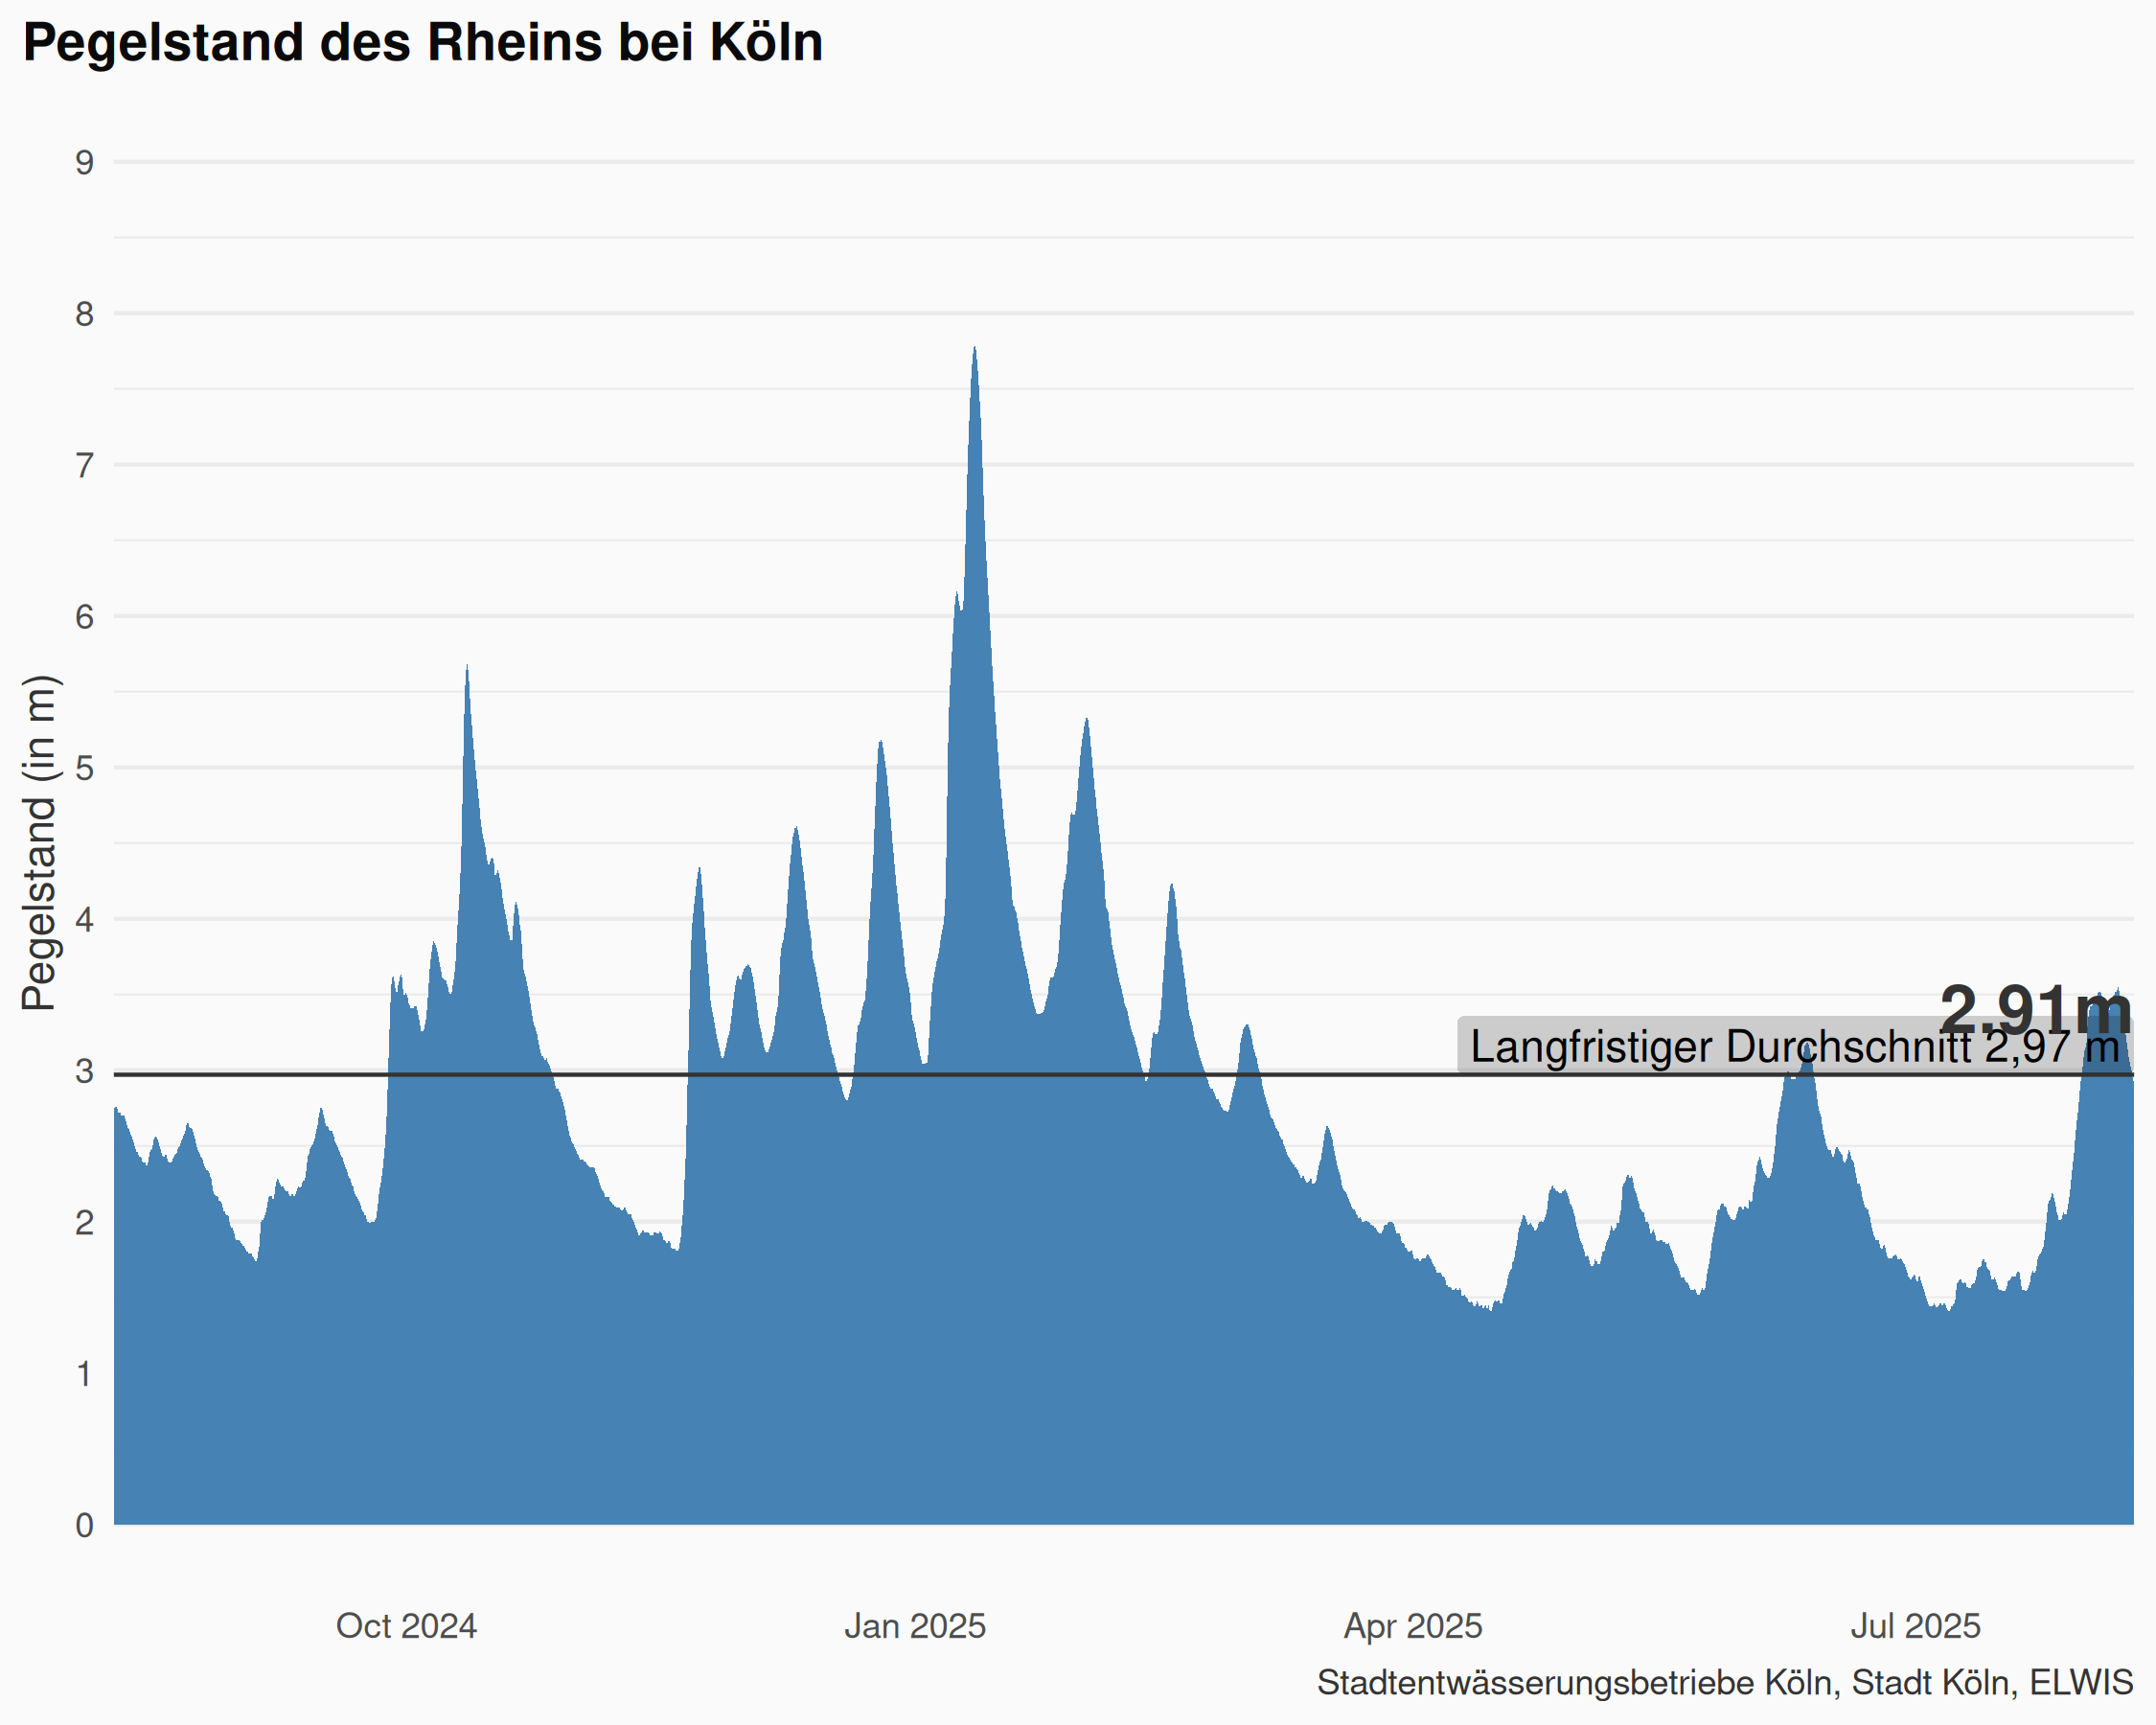 Pegelstand des Rheins bei Köln
Pegelstand (in m)
9
8
7
6
5
4
3
2
1
0
2.91m
Langfristiger Durchschnitt 2,97 m
Oct 2024
Jan 2025
Apr 2025
Jul 2025
Stadtentwässerungsbetriebe Köln, Stadt Köln, ELWIS